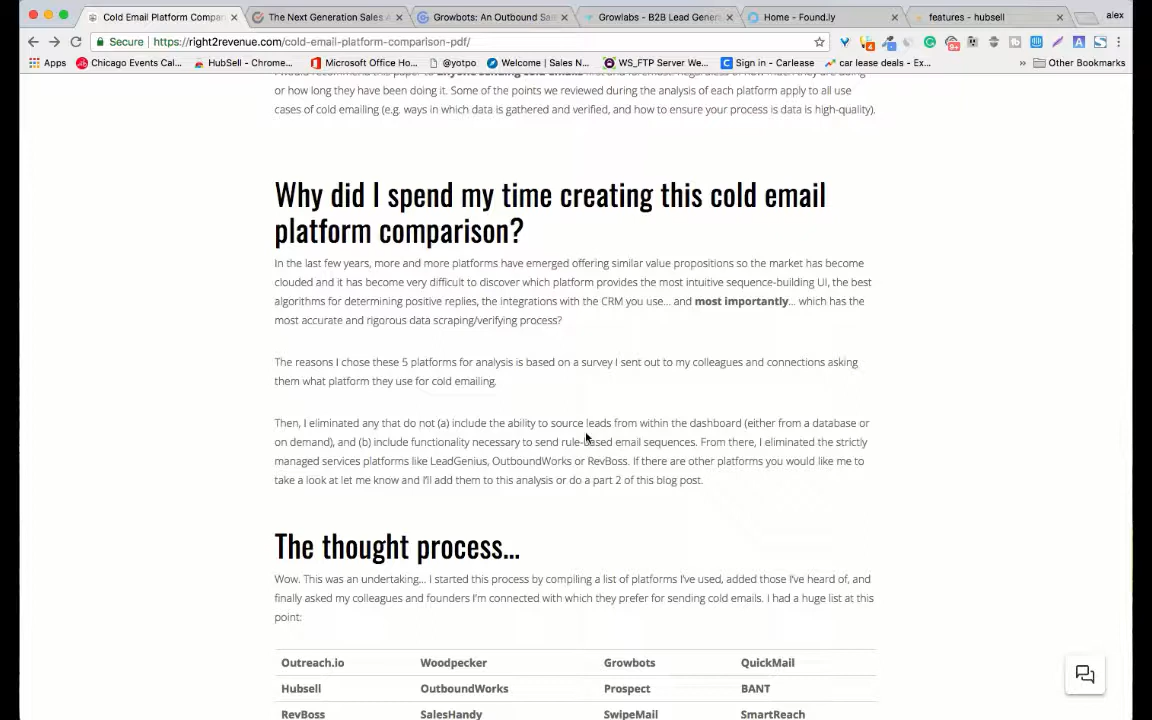 Cold Email Platform Compar
The Next Generation Sales A
Growbots: An Outbound Sal
Growlabs - B2B Lead Gener
Home - Found.ly
features - hubsell
alex
Secure
https://right2revenue.com/cold-email-platform-comparison-pdf/
Apps
Chicago Events Cal...
HubSell - Chrome...
Microsoft Office Ho...
@yotpo
Welcome | Sales N...
WS_FTP Server We...
Sign in - Carlease
car lease deals - Ex...
»
Other Bookmarks
or how long they have been doing it. Some of the points we reviewed during the analysis of each platform apply to all use
cases of cold emailing (e.g. ways in which data is gathered and verified, and how to ensure your process is data is high-quality).
Why did I spend my time creating this cold email
platform comparison?
In the last few years, more and more platforms have emerged offering similar value propositions so the market has become
clouded and it has become very difficult to discover which platform provides the most intuitive sequence-building UI, the best
algorithms for determining positive replies, the integrations with the CRM you use... and most importantly... which has the
most accurate and rigorous data scraping/verifying process?
The reasons I chose these 5 platforms for analysis is based on a survey I sent out to my colleagues and connections asking
them what platform they use for cold emailing.
Then, I eliminated any that do not (a) include the ability to source leads from within the dashboard (either from a database or
on demand), and (b) include functionality necessary to send rule-based email sequences. From there, I eliminated the strictly
managed services platforms like LeadGenius, OutboundWorks or RevBoss. If there are other platforms you would like me to
take a look at let me know and I'll add them to this analysis or do a part 2 of this blog post.
The thought process...
Wow. This was an undertaking... I started this process by compiling a list of platforms I've used, added those I've heard of, and
finally asked my colleagues and founders I'm connected with which they prefer for sending cold emails. I had a huge list at this
point:
Outreach.io Woodpecker Growbots QuickMail
Hubsell OutboundWorks Prospect BANT
RevBoss SalesHandy SwipeMail SmartReach